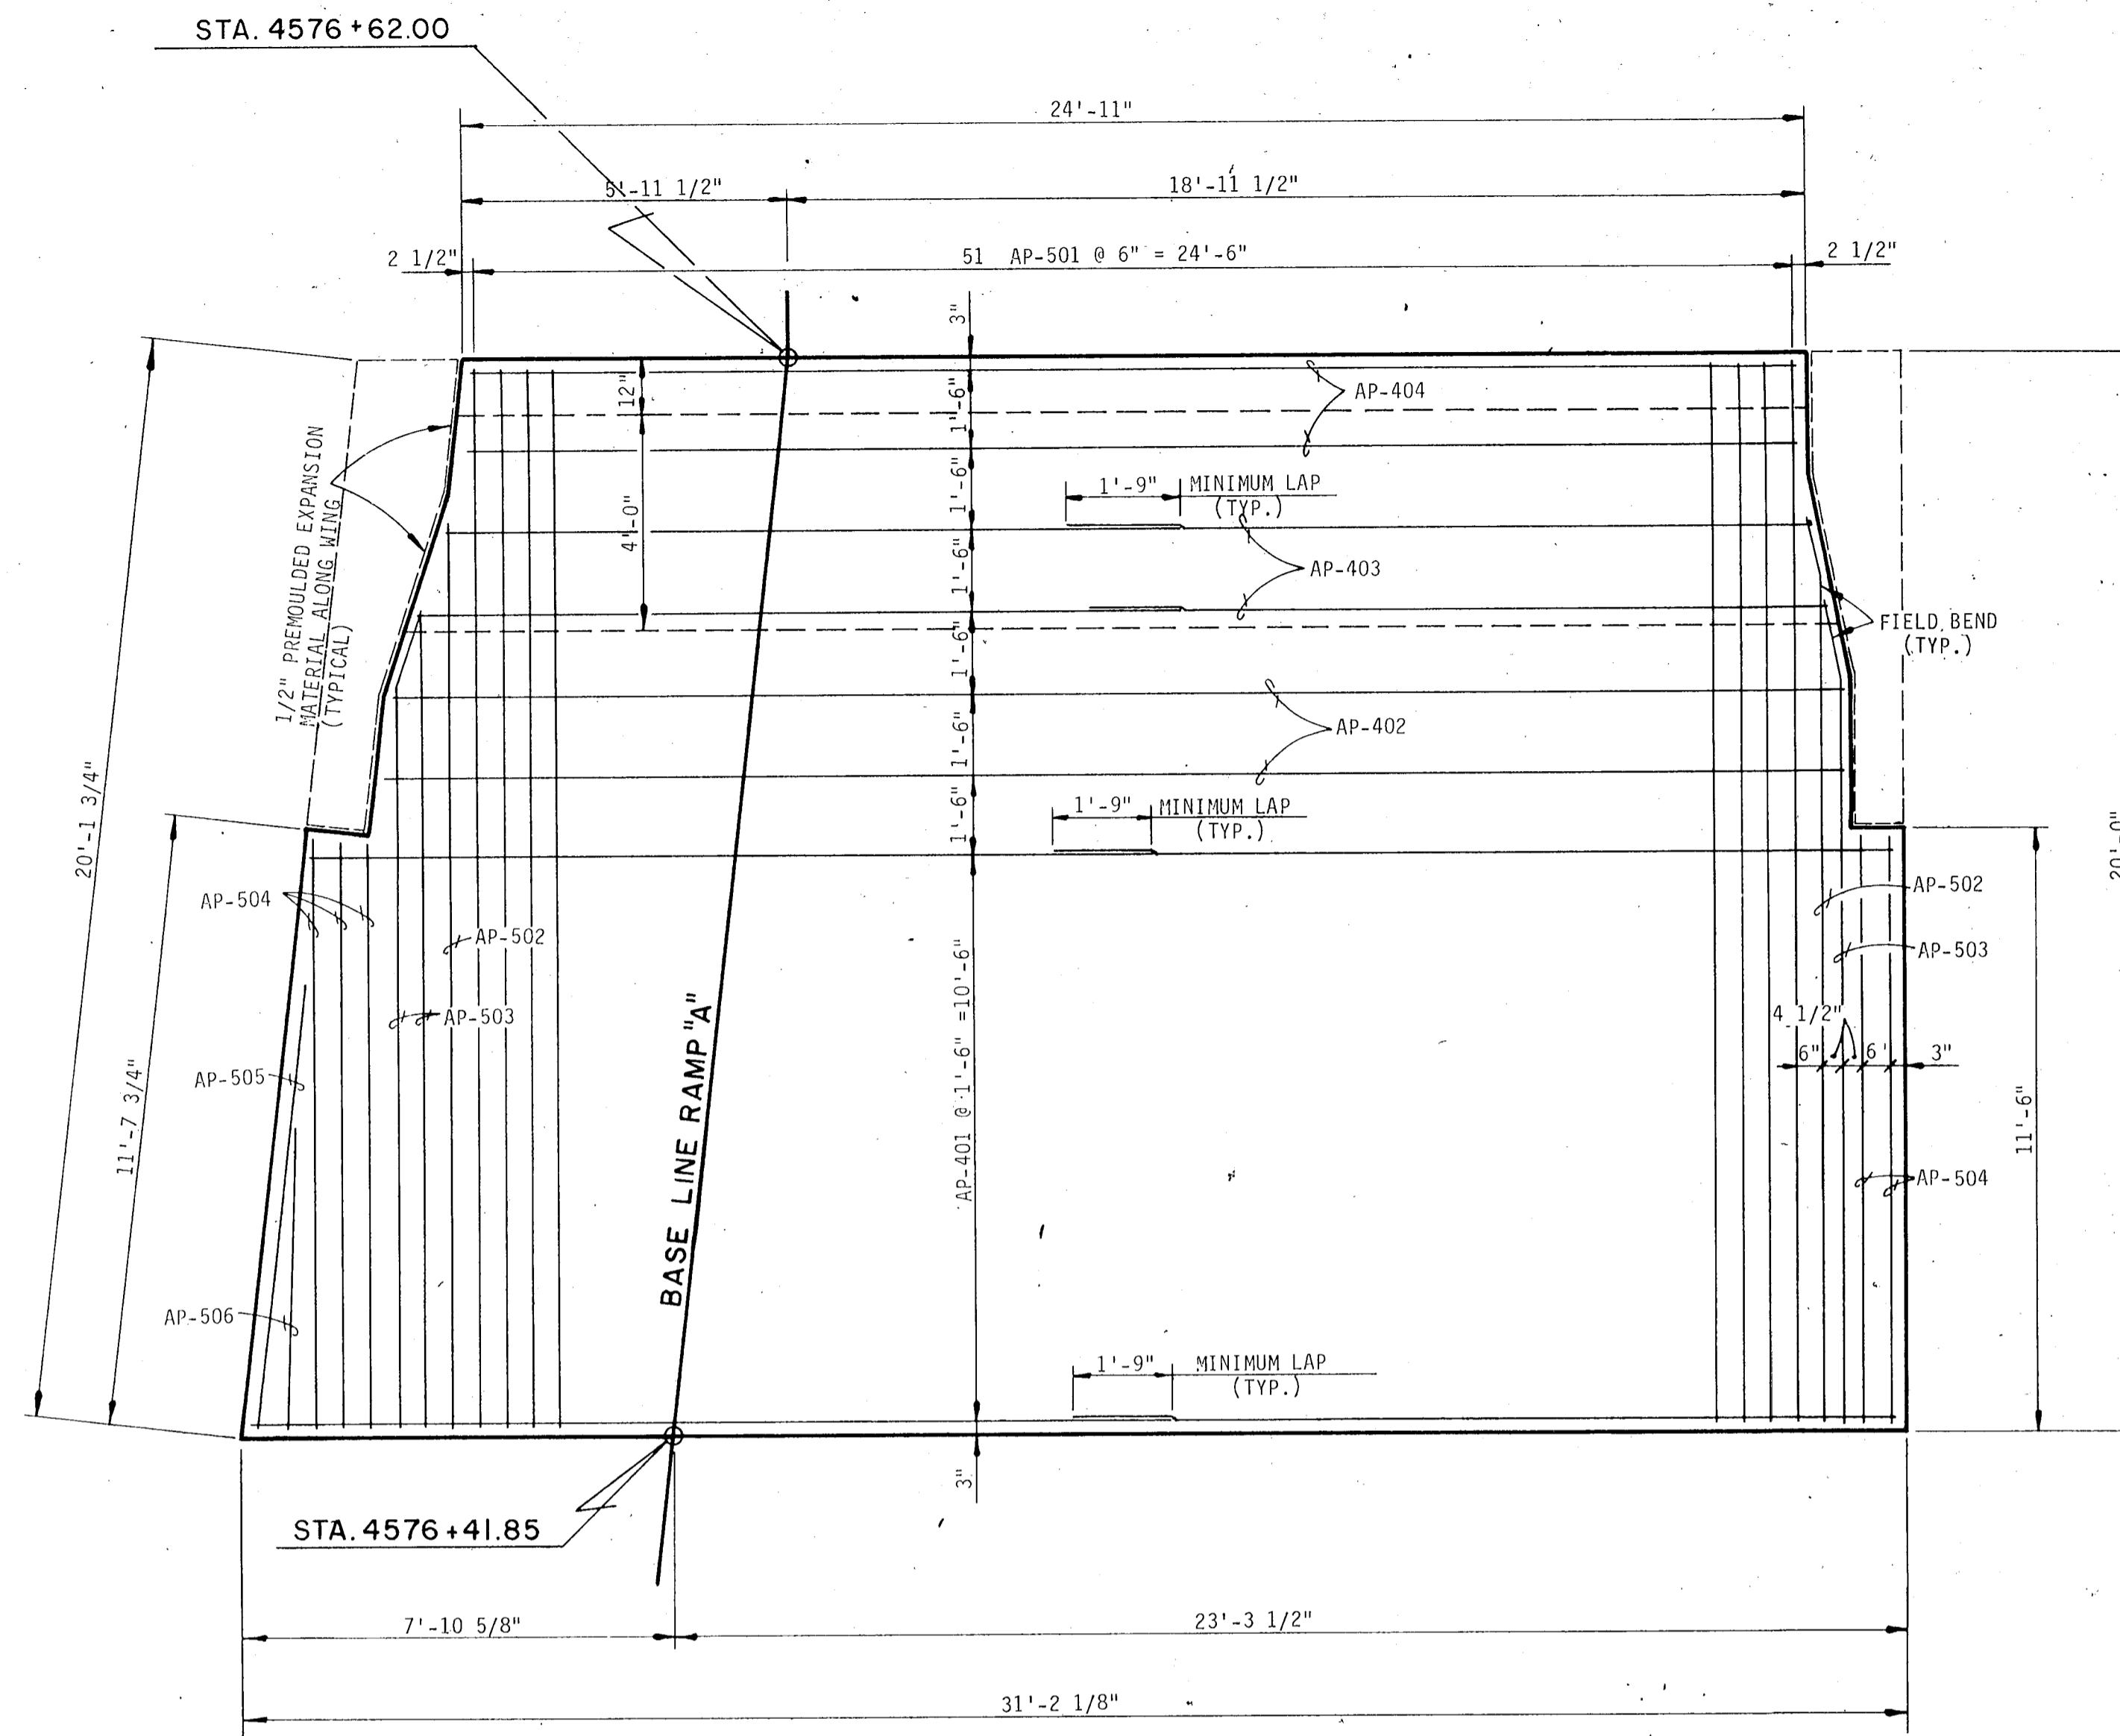 STA. 4576+62.00
24'-11"
5'-11 1/2"
18'-11 1/2"
2 1/2"
51 AP-501 @ 6" = 24'-6"
2 1/2"
3"
12"
1'-6"
AP-404
1'-6"
1'-9"
MINIMUM LAP
(TYP.)
4'-0"
1'-6"
AP-403
1/2" PREMOULDED EXPANSION
MATERIAL ALONG WING
(TYPICAL)
FIELD BEND
(TYP.)
1'-6"
AP-402
1'-6"
1'-6"
1'-9"
MINIMUM LAP
(TYP.)
20'-1 3/4"
20'-0"
AP-504
AP-502
AP-502
AP-503
AP-503
4 1/2"
6"
6'
3"
11'-7 3/4"
AP-505
AP-401 @ 1'-6" =10'-6"
11'-6"
AP-504
BASE LINE RAMP "A"
AP-506
1'-9"
MINIMUM LAP
(TYP.)
3"
STA. 4576+41.85
7'-10 5/8"
23'-3 1/2"
31'-2 1/8"